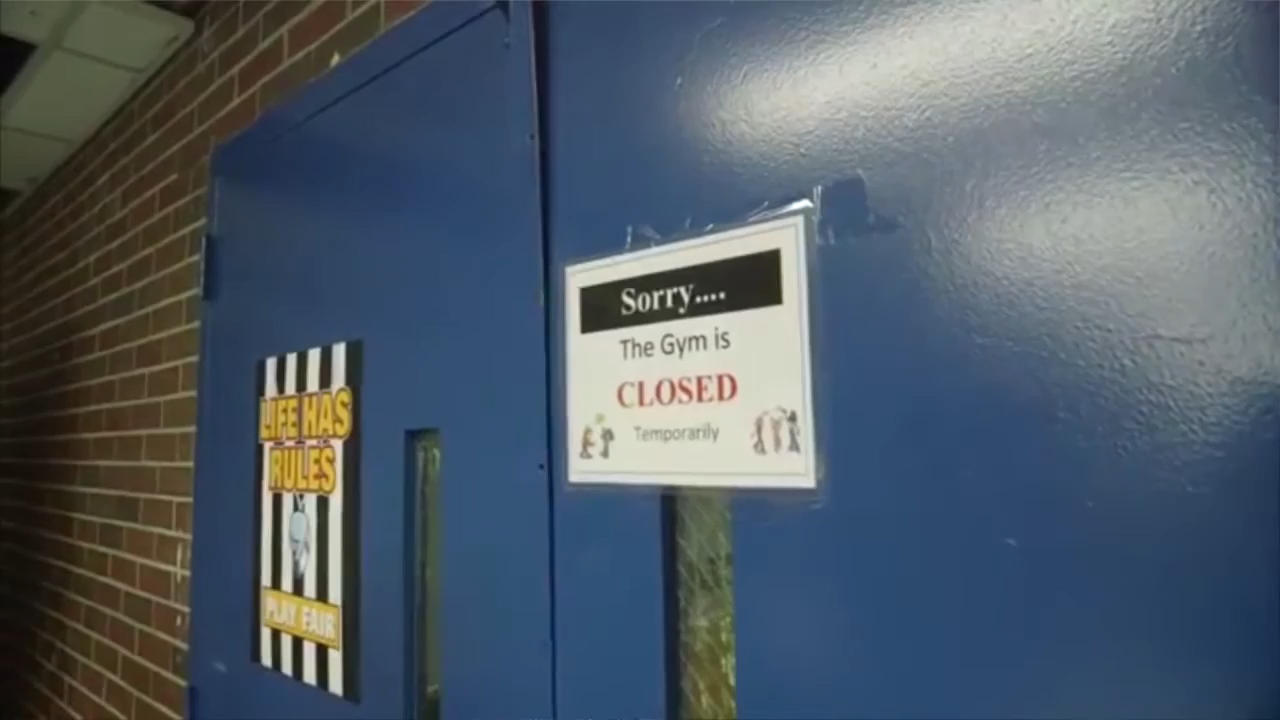 LIFE HAS
RULES
PLAY FAIR
Sorry....
The Gym is
CLOSED
Temporarily